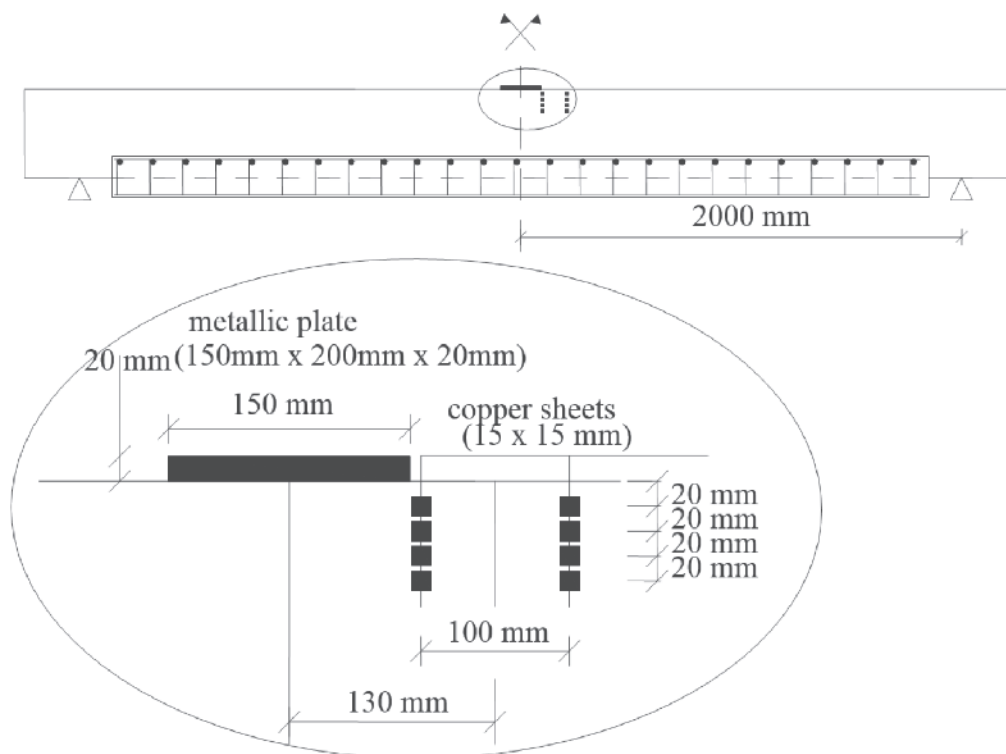 2000 mm
metallic plate
20 mm (150mm x 200mm x 20mm)
150 mm
copper sheets
(15 x 15 mm)
20 mm
20 mm
20 mm
20 mm
100 mm
130 mm